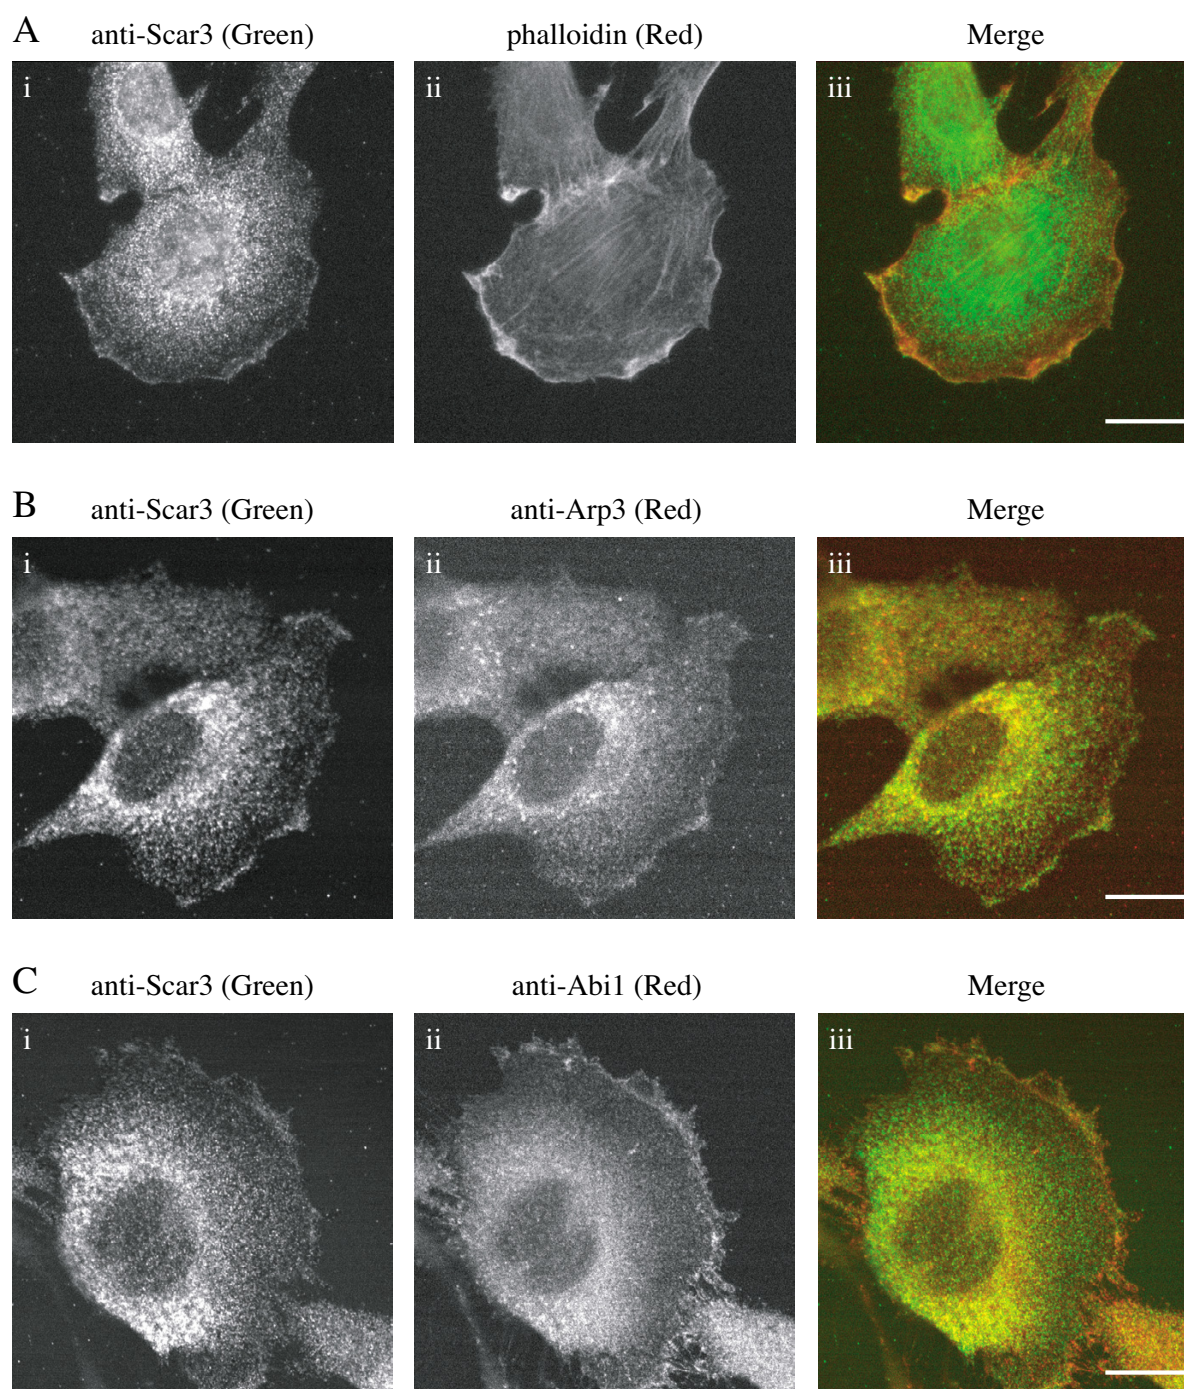 A anti-Scar3 (Green) phalloidin (Red) Merge
i ii iii
B anti-Scar3 (Green) anti-Arp3 (Red) Merge
i ii iii
C anti-Scar3 (Green) anti-Abi1 (Red) Merge
i ii iii